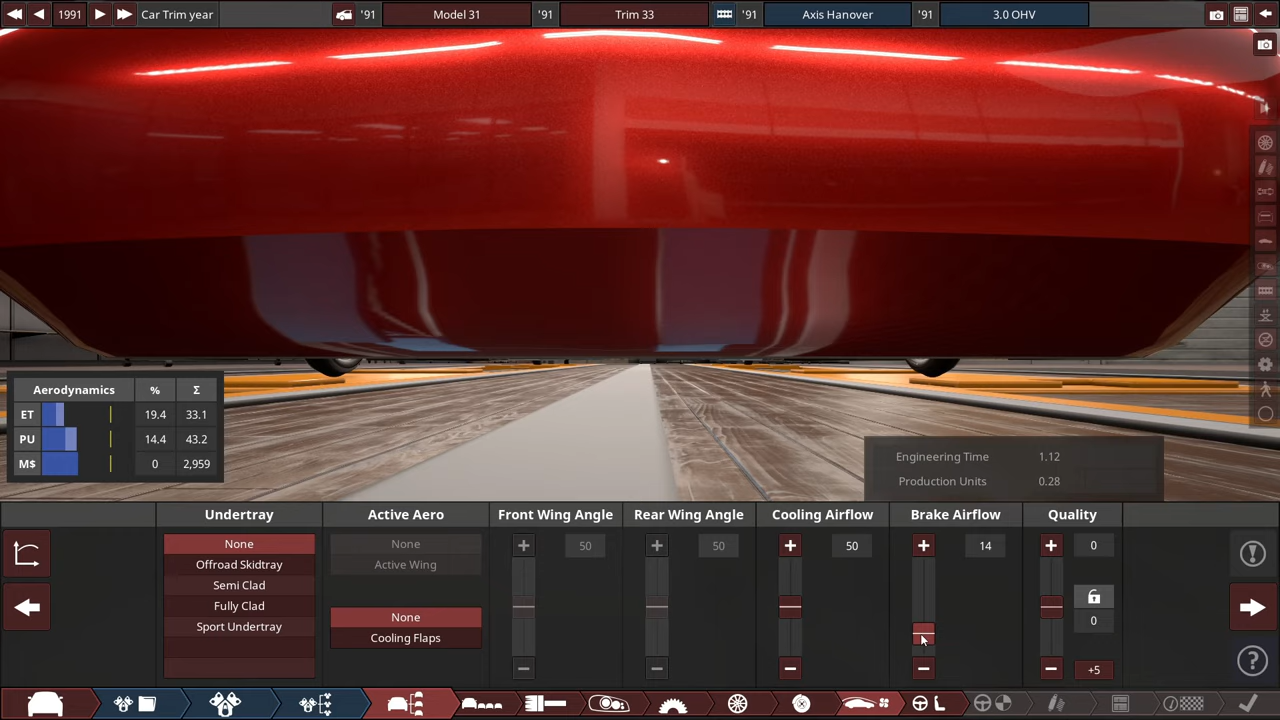 1991 Car Trim year '91 Model 31 '91 Trim 33 '91 Axis Hanover '91 3.0 OHV
Aerodynamics % Σ
ET 19.4 33.1
PU 14.4 43.2
M$ 0 2,959
Engineering Time 1.12
Production Units 0.28
Undertray
None
Offroad Skidtray
Semi Clad
Fully Clad
Sport Undertray
Active Aero
None
Active Wing
None
Cooling Flaps
Front Wing Angle
50
Rear Wing Angle
50
Cooling Airflow
50
Brake Airflow
14
Quality
0
0
+5